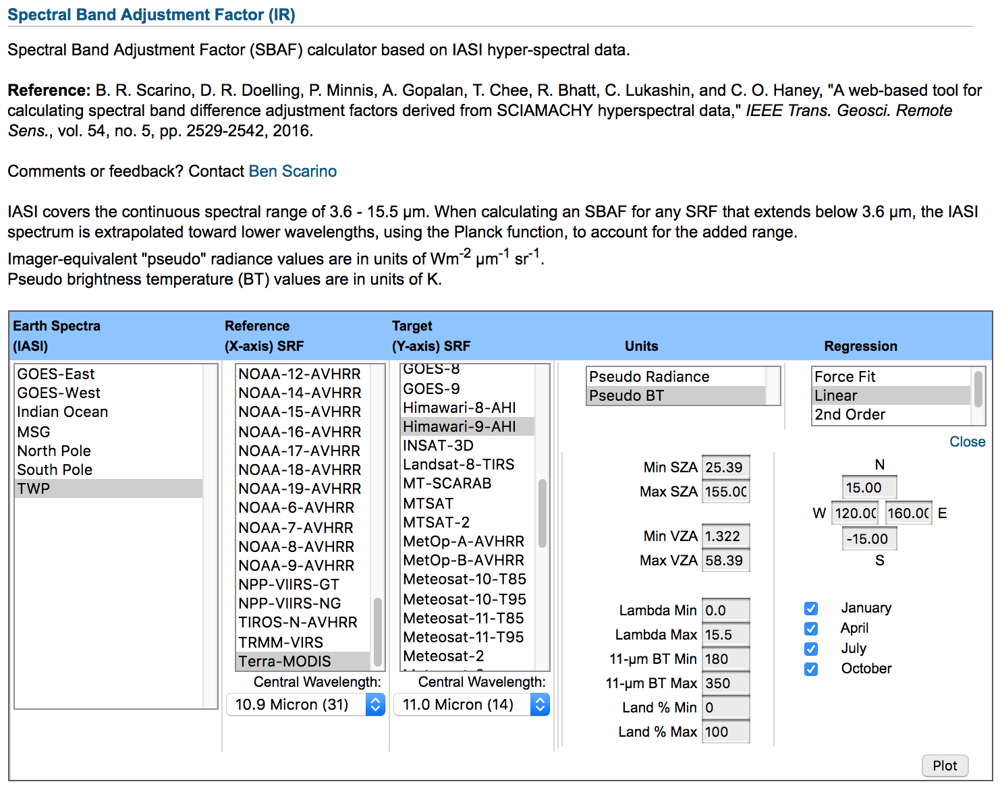 Spectral Band Adjustment Factor (IR)
Spectral Band Adjustment Factor (SBAF) calculator based on IASI hyper-spectral data.
Reference: B. R. Scarino, D. R. Doelling, P. Minnis, A. Gopalan, T. Chee, R. Bhatt, C. Lukashin, and C. O. Haney, "A web-based tool for
calculating spectral band difference adjustment factors derived from SCIAMACHY hyperspectral data," IEEE Trans. Geosci. Remote
Sens., vol. 54, no. 5, pp. 2529-2542, 2016.
Comments or feedback? Contact Ben Scarino
IASI covers the continuous spectral range of 3.6 - 15.5 µm. When calculating an SBAF for any SRF that extends below 3.6 µm, the IASI
spectrum is extrapolated toward lower wavelengths, using the Planck function, to account for the added range.
Imager-equivalent "pseudo" radiance values are in units of Wm-2 µm-1 sr-1.
Pseudo brightness temperature (BT) values are in units of K.
Earth Spectra
(IASI)
GOES-East
GOES-West
Indian Ocean
MSG
North Pole
South Pole
TWP
Reference
(X-axis) SRF
NOAA-12-AVHRR
NOAA-14-AVHRR
NOAA-15-AVHRR
NOAA-16-AVHRR
NOAA-17-AVHRR
NOAA-18-AVHRR
NOAA-19-AVHRR
NOAA-6-AVHRR
NOAA-7-AVHRR
NOAA-8-AVHRR
NOAA-9-AVHRR
NPP-VIIRS-GT
NPP-VIIRS-NG
TIROS-N-AVHRR
TRMM-VIRS
Terra-MODIS
Central Wavelength:
10.9 Micron (31)
Target
(Y-axis) SRF
GOES-8
GOES-9
Himawari-8-AHI
Himawari-9-AHI
INSAT-3D
Landsat-8-TIRS
MT-SCARAB
MTSAT
MTSAT-2
MetOp-A-AVHRR
MetOp-B-AVHRR
Meteosat-10-T85
Meteosat-10-T95
Meteosat-11-T85
Meteosat-11-T95
Meteosat-2
Central Wavelength:
11.0 Micron (14)
Units
Pseudo Radiance
Pseudo BT
Min SZA 25.39
Max SZA 155.00
Min VZA 1.322
Max VZA 58.39
Lambda Min 0.0
Lambda Max 15.5
11-µm BT Min 180
11-µm BT Max 350
Land % Min 0
Land % Max 100
Regression
Force Fit
Linear
2nd Order
Close
N
15.00
W 120.00 160.00 E
-15.00
S
January
April
July
October
Plot